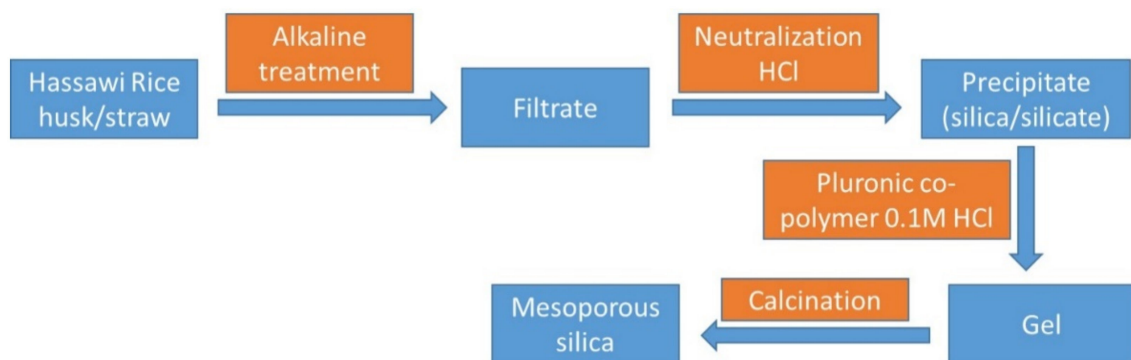 Hassawi Rice
husk/straw
Alkaline
treatment
Filtrate
Neutralization
HCl
Precipitate
(silica/silicate)
Pluronic co-
polymer 0.1M HCl
Gel
Calcination
Mesoporous
silica